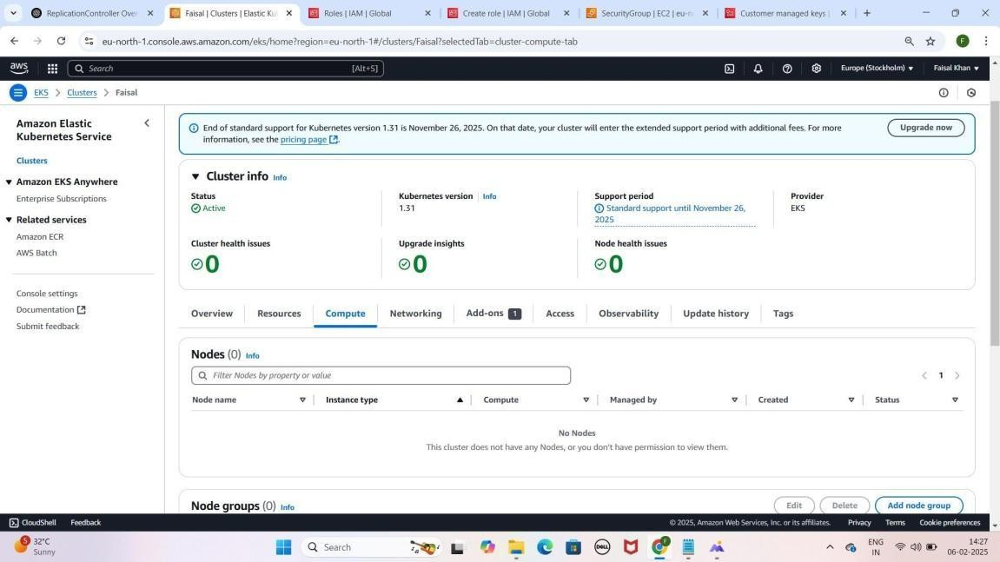 ReplicationController Over
Faisal | Clusters | Elastic Ku
Roles | IAM | Global
Create role | IAM | Global
SecurityGroup | EC2 | eu-n
Customer managed keys |
eu-north-1.console.aws.amazon.com/eks/home?region=eu-north-1#/clusters/Faisal?selectedTab=cluster-compute-tab
F
aws
Search
[Alt+S]
Europe (Stockholm)
Faisal Khan
EKS
Clusters
Faisal
Amazon Elastic
Kubernetes Service
Clusters
Amazon EKS Anywhere
Enterprise Subscriptions
Related services
Amazon ECR
AWS Batch
Console settings
Documentation
Submit feedback
End of standard support for Kubernetes version 1.31 is November 26, 2025. On that date, your cluster will enter the extended support period with additional fees. For more
information, see the pricing page.
Upgrade now
Cluster info Info
Status
Active
Kubernetes version Info
1.31
Support period
Standard support until November 26,
2025
Provider
EKS
Cluster health issues
0
Upgrade insights
0
Node health issues
0
Overview
Resources
Compute
Networking
Add-ons 1
Access
Observability
Update history
Tags
Nodes (0) Info
Filter Nodes by property or value
1
Node name
Instance type
Compute
Managed by
Created
Status
No Nodes
This cluster does not have any Nodes, or you don't have permission to view them.
Node groups (0) Info
Edit
Delete
Add node group
CloudShell
Feedback
© 2025, Amazon Web Services, Inc. or its affiliates.
Privacy
Terms
Cookie preferences
5
32°C
Sunny
Search
DELL
F
ENG
IN
14:27
06-02-2025